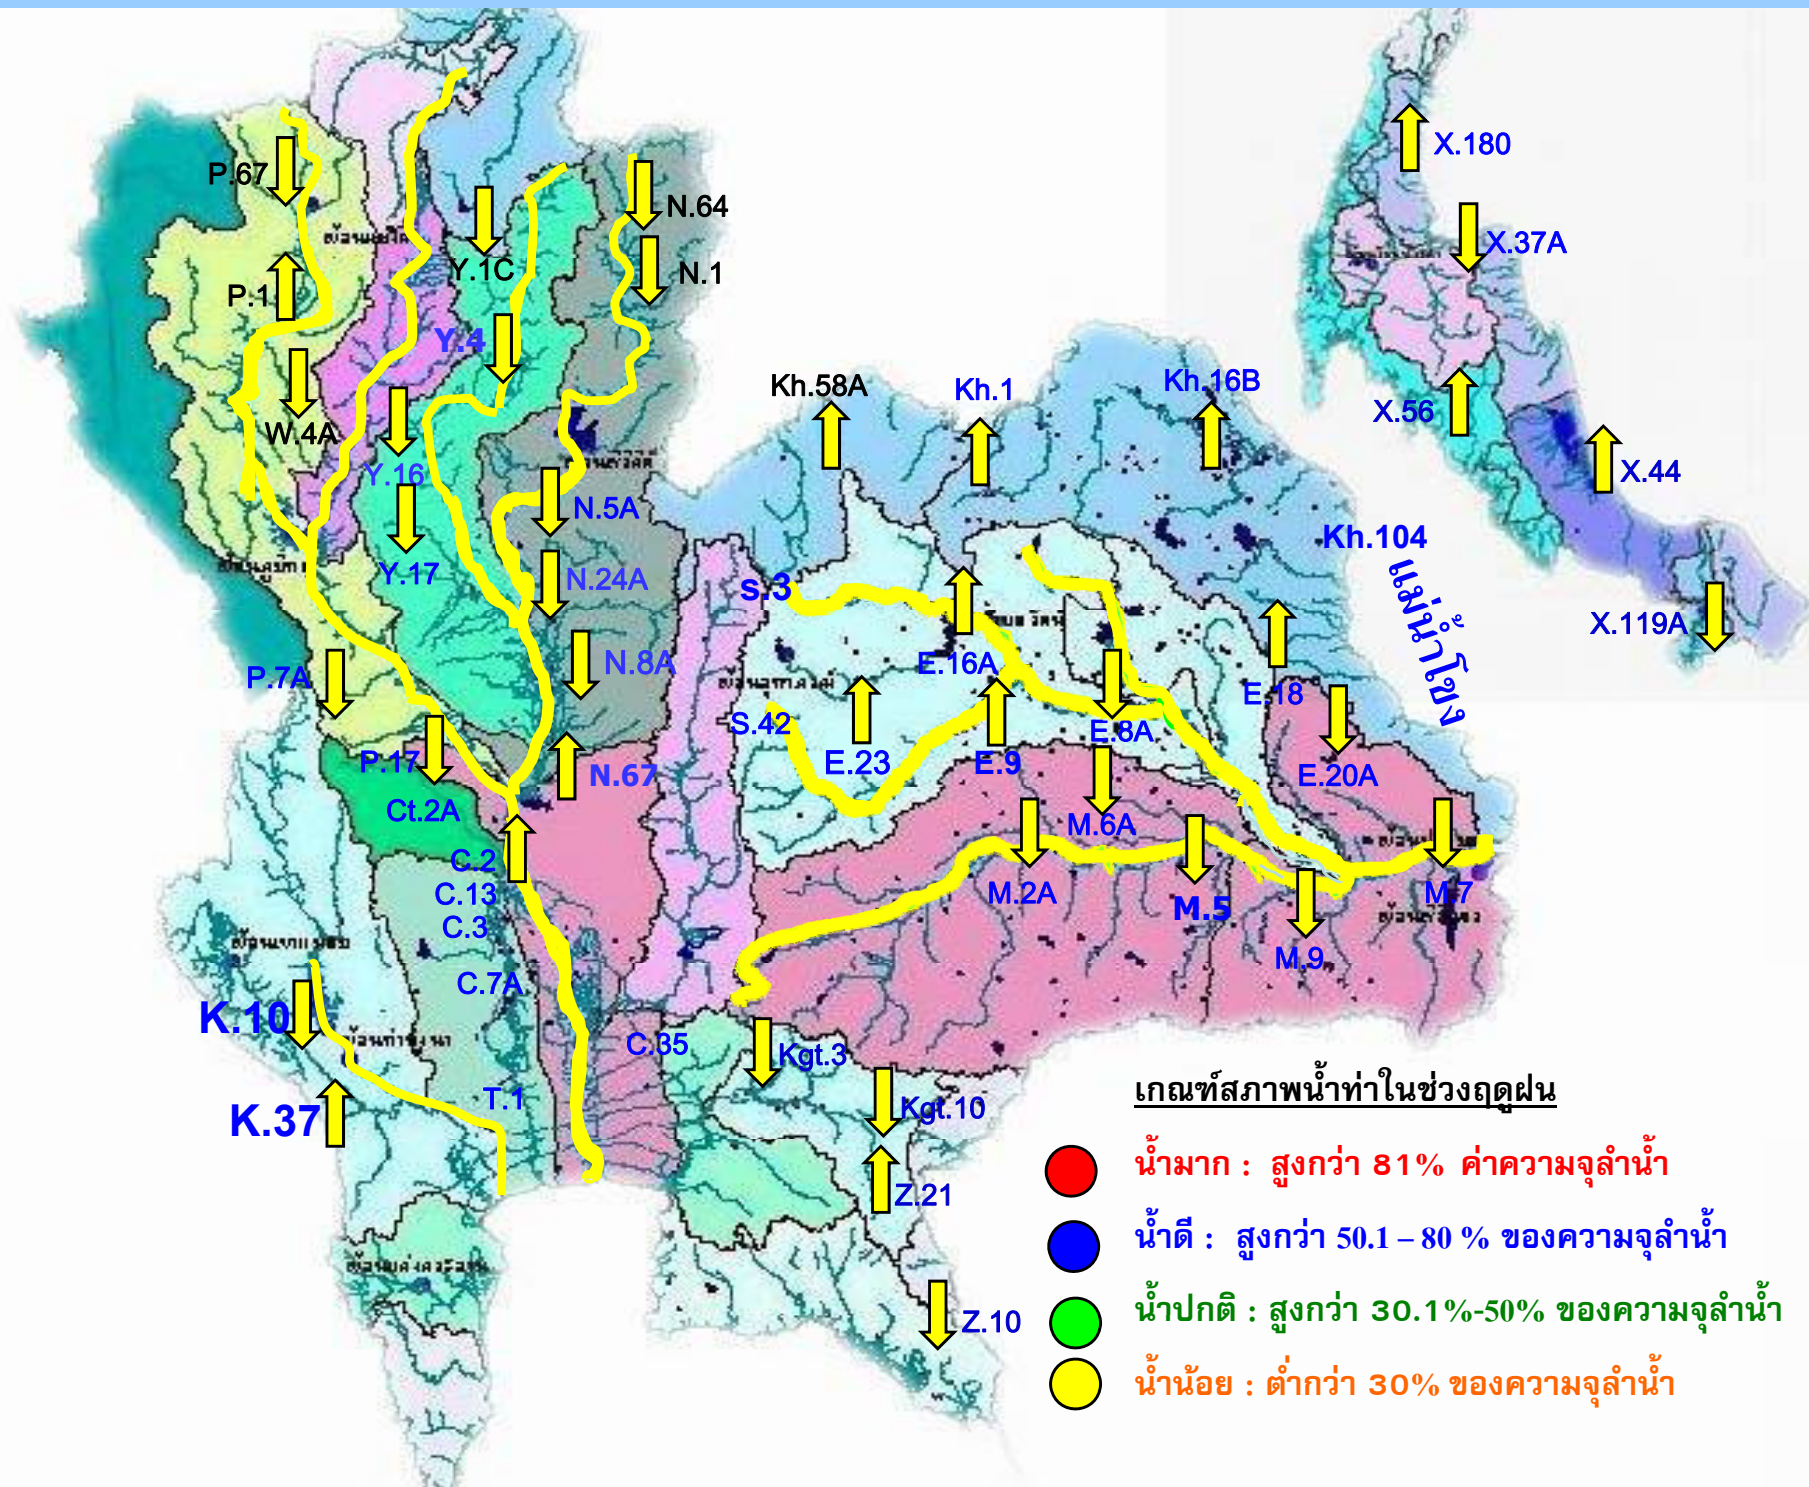 P.67
P.1
W.4A
Y.1C
Y.4
Y.16
Y.17
N.64
N.1
N.5A
N.24A
N.8A
N.67
P.7A
P.17
Ct.2A
C.2
C.13
C.3
C.7A
C.35
T.1
K.10
K.37
Kh.58A
Kh.1
Kh.16B
Kh.104
แม่น้ำโขง
s.3
S.42
E.16A
E.23
E.9
E.8A
E.18
E.20A
M.6A
M.2A
M.5
M.9
M.7
Kgt.3
Kgt.10
Z.21
Z.10
X.180
X.37A
X.56
X.44
X.119A
เกณฑ์สภาพน้ำท่าในช่วงฤดูฝน
น้ำมาก : สูงกว่า 81% ค่าความจุลำน้ำ
น้ำดี : สูงกว่า 50.1 – 80 % ของความจุลำน้ำ
น้ำปกติ : สูงกว่า 30.1%-50% ของความจุลำน้ำ
น้ำน้อย : ต่ำกว่า 30% ของความจุลำน้ำ